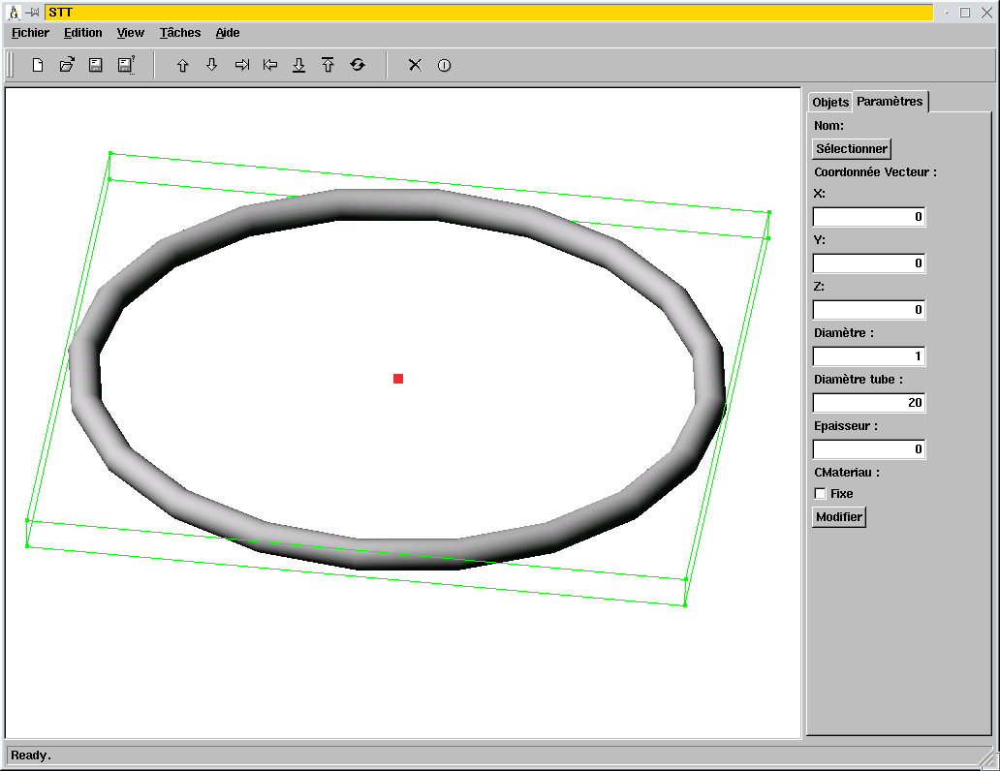 STT
Fichier Edition View Tâches Aide
Objets Paramètres
Nom:
Sélectionner
Coordonnée Vecteur :
X:
0
Y:
0
Z:
0
Diamètre :
1
Diamètre tube :
20
Epaisseur :
0
CMateriau :
Fixe
Modifier
Ready.